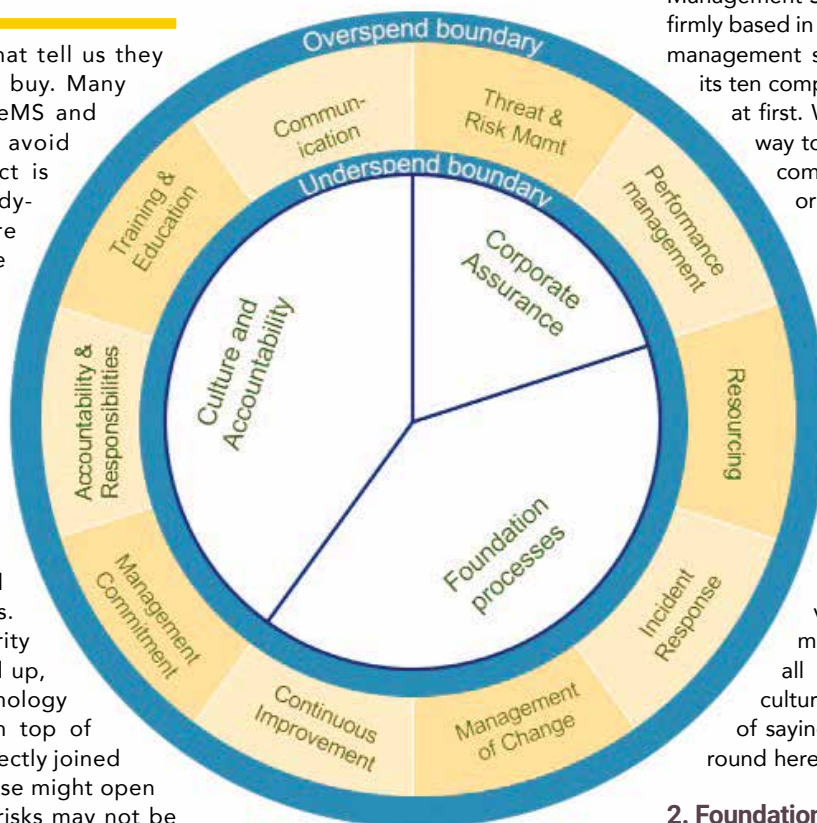 hat tell us they
buy. Many
eMS and
avoid
ct is
dy-
re
e
s.
rity
l up,
nology
n top of
ectly joined
se might open
risks may not be
Overspend boundary
Underspend boundary
Commun-
ication
Threat &
Risk Mgmt
Performance
management
Resourcing
Incident
Response
Management
of Change
Continuous
Improvement
Management
Commitment
Accountability &
Responsibilities
Training &
Education
Culture and
Accountability
Corporate
Assurance
Foundation
processes
firmly based in
management s
its ten comp
at first. W
way to
com
or
v
m
all
cultur
of saying
round here
2. Foundation